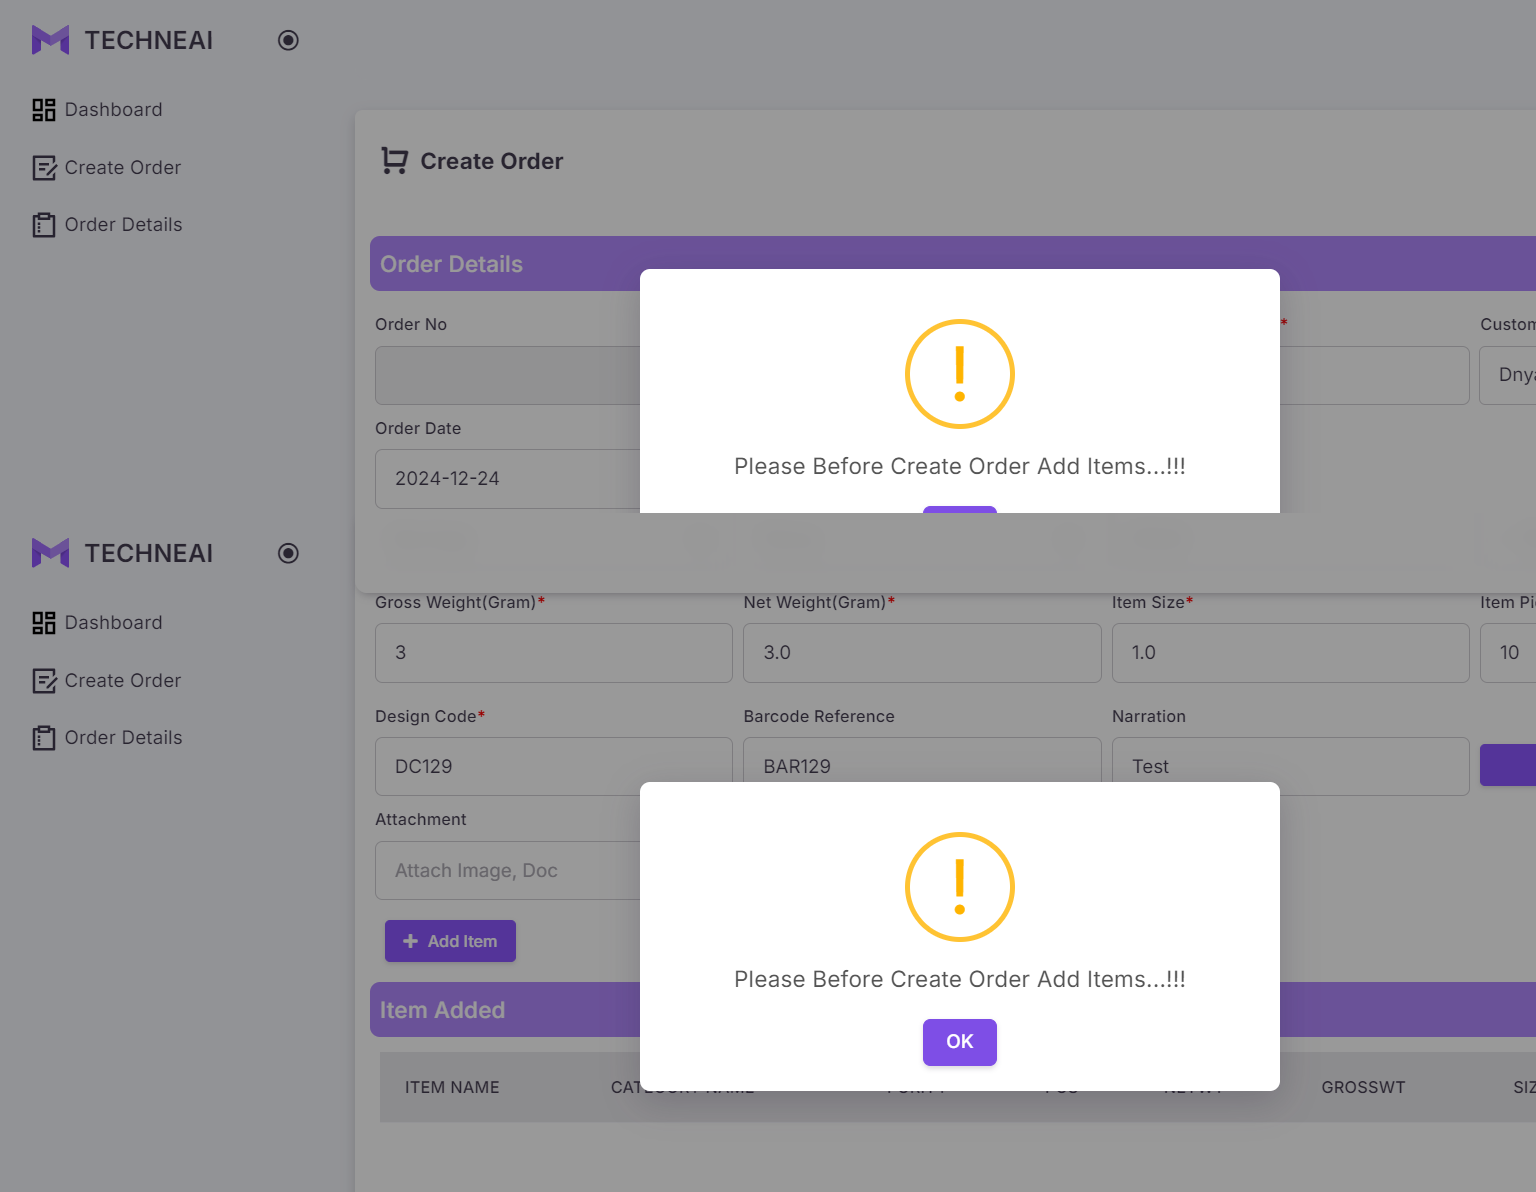 TECHNEAI
Dashboard
Create Order
Order Details
Create Order
Order Details
Order No
*
Custom
Dnya
Order Date
2024-12-24
Please Before Create Order Add Items...!!!
TECHNEAI
Dashboard
Create Order
Order Details
Gross Weight(Gram)* Net Weight(Gram)* Item Size* Item Pi
3 3.0 1.0 10
Design Code* Barcode Reference Narration
DC129 BAR129 Test
Attachment
Attach Image, Doc
Add Item
Please Before Create Order Add Items...!!!
OK
Item Added
ITEM NAME CATEGORY NAME GROSSWT SIZ